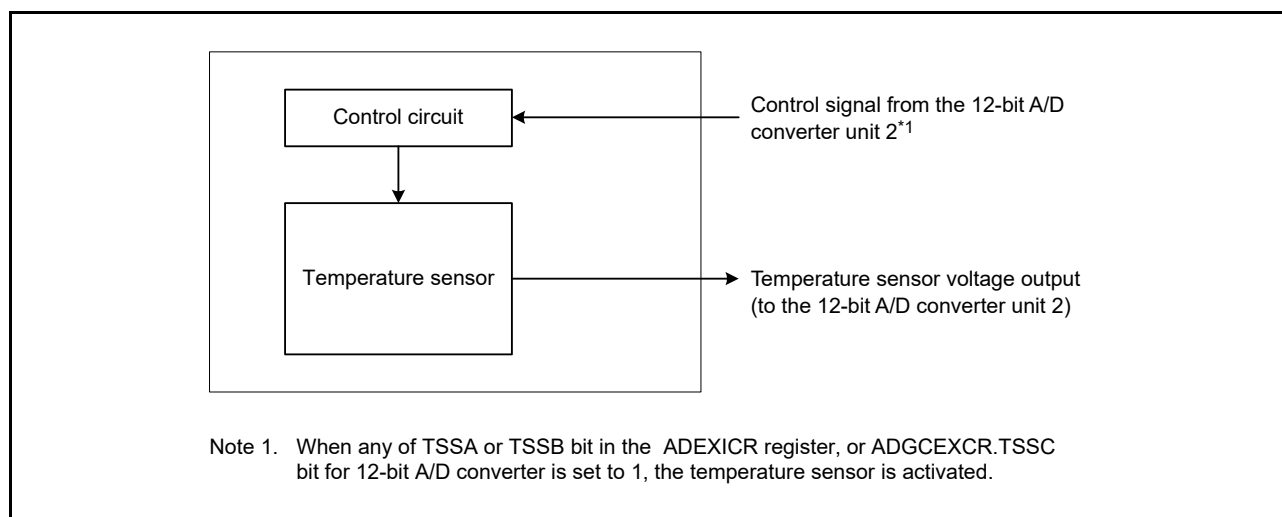 Control circuit
Control signal from the 12-bit A/D
converter unit 2*1
Temperature sensor
Temperature sensor voltage output
(to the 12-bit A/D converter unit 2)
Note 1. When any of TSSA or TSSB bit in the ADEXICR register, or ADGCEXCR.TSSC
bit for 12-bit A/D converter is set to 1, the temperature sensor is activated.